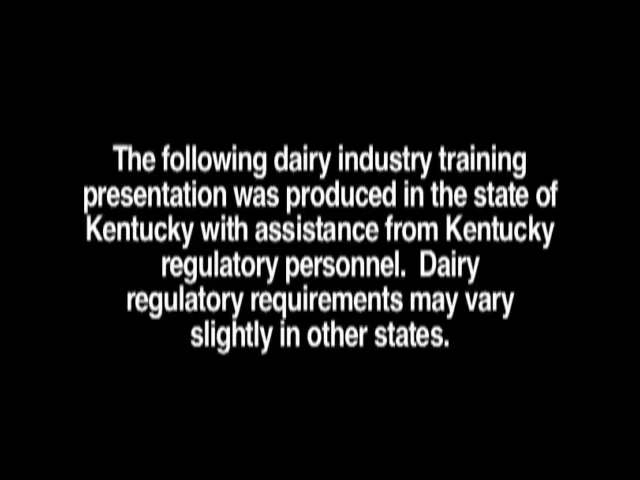 The following dairy industry training
presentation was produced in the state of
Kentucky with assistance from Kentucky
regulatory personnel.  Dairy
regulatory requirements may vary
slightly in other states.